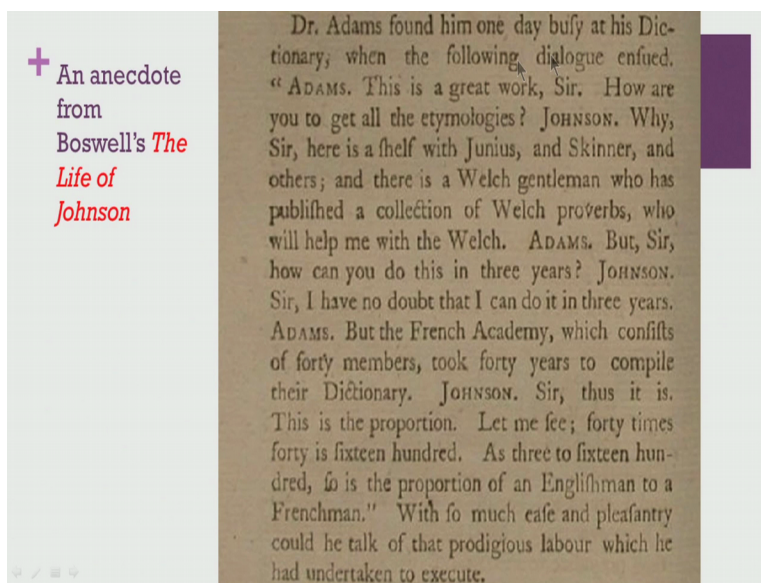 +
An anecdote
from
Boswell's The
Life of
Johnson
Dr. Adams found him one day buſy at his Dic-
tionary, when the following dialogue enſued.
“ ADAMS. This is a great work, Sir. How are
you to get all the etymologies? JOHNSON. Why,
Sir, here is a ſhelf with Junius, and Skinner, and
others; and there is a Welch gentleman who has
publiſhed a collection of Welch proverbs, who
will help me with the Welch. ADAMS. But, Sir,
how can you do this in three years? JOHNSON.
Sir, I have no doubt that I can do it in three years.
ADAMS. But the French Academy, which conſiſts
of forty members, took forty years to compile
their Dictionary. JOHNSON. Sir, thus it is.
This is the proportion. Let me ſee; forty times
forty is ſixteen hundred. As three to ſixteen hun-
dred, ſo is the proportion of an Engliſhman to a
Frenchman.” With ſo much eaſe and pleaſantry
could he talk of that prodigious labour which he
had undertaken to execute.